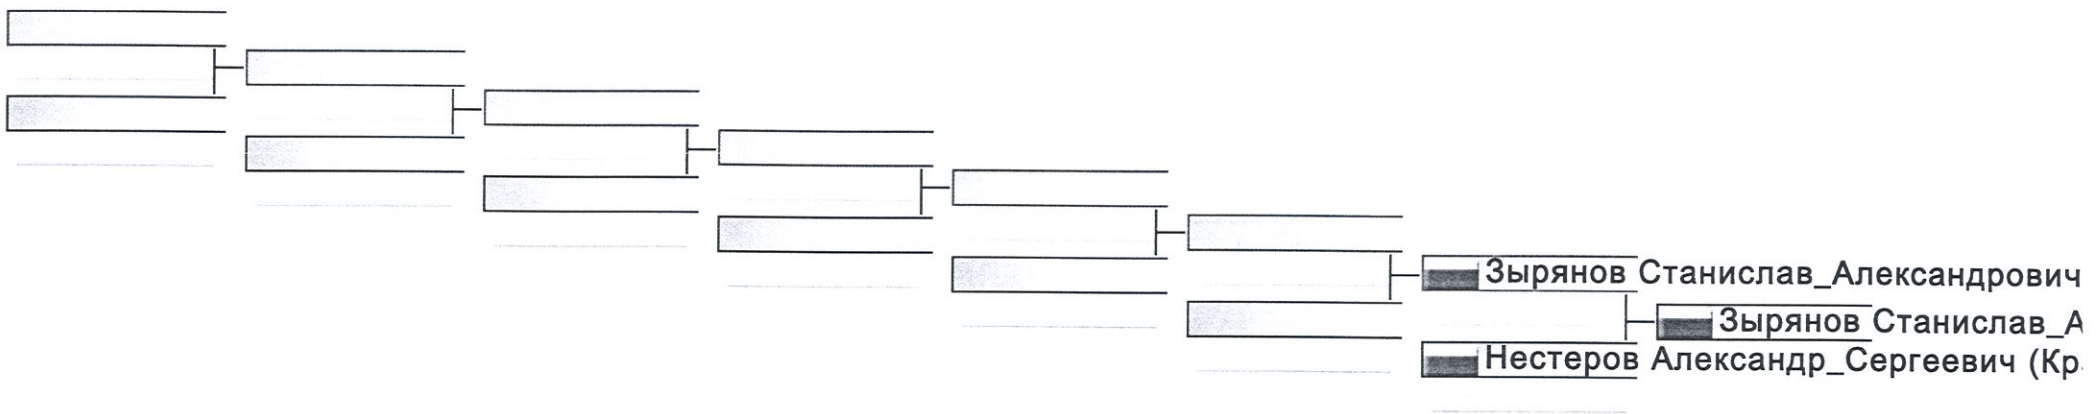 Зырянов Станислав_Александрович
Зырянов Станислав_А
Нестеров Александр_Сергеевич (Кр